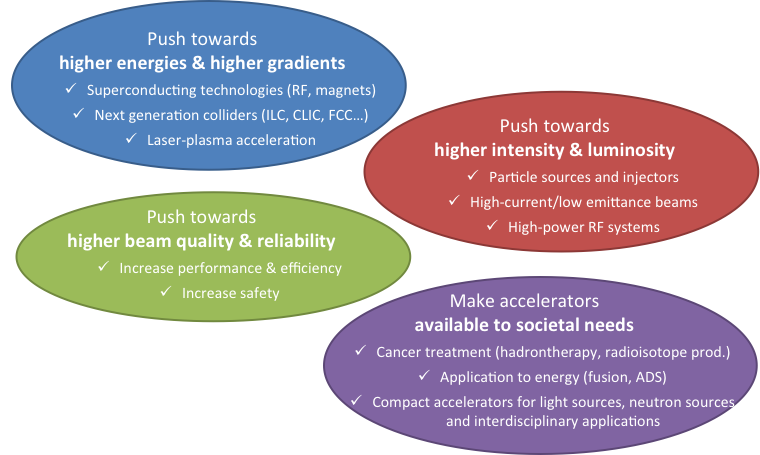 Push towards
higher energies & higher gradients
✓ Superconducting technologies (RF, magnets)
✓ Next generation colliders (ILC, CLIC, FCC...)
✓ Laser-plasma acceleration
Push towards
higher intensity & luminosity
✓ Particle sources and injectors
✓ High-current/low emittance beams
✓ High-power RF systems
Push towards
higher beam quality & reliability
✓ Increase performance & efficiency
✓ Increase safety
Make accelerators
available to societal needs
✓ Cancer treatment (hadrontherapy, radioisotope prod.)
✓ Application to energy (fusion, ADS)
✓ Compact accelerators for light sources, neutron sources
and interdisciplinary applications